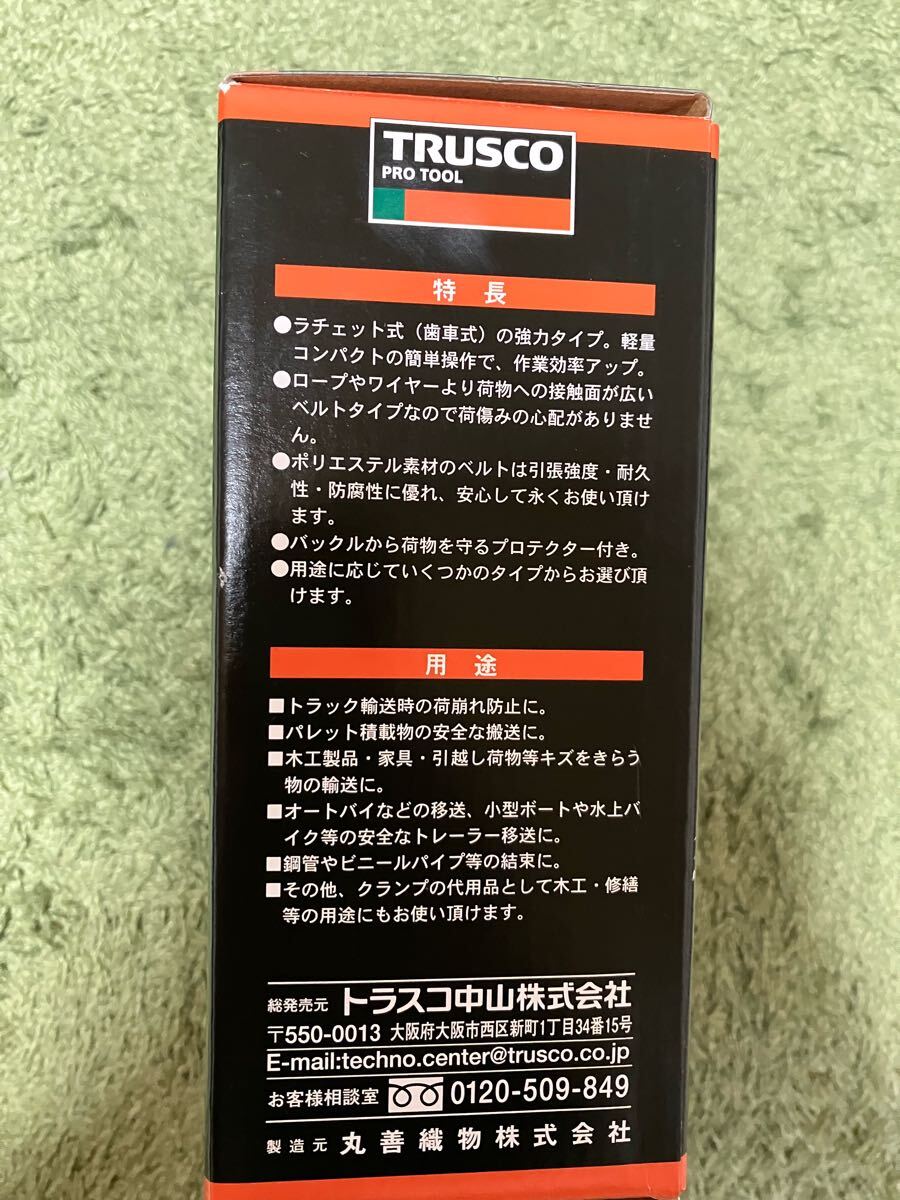 TRUSCO
PRO TOOL
特長
●ラチェット式（歯車式）の強力タイプ。軽量
コンパクトの簡単操作で、作業効率アップ。
●ロープやワイヤーより荷物への接触面が広い
ベルトタイプなので荷傷みの心配がありませ
ん。
●ポリエステル素材のベルトは引張強度・耐久
性・防腐性に優れ、安心して永くお使い頂け
ます。
●バックルから荷物を守るプロテクター付き。
●用途に応じていくつかのタイプからお選び頂
けます。
用途
■トラック輸送時の荷崩れ防止に。
■パレット積載物の安全な搬送に。
■木工製品・家具・引越し荷物等キズをきらう
物の輸送に。
■オートバイなどの移送、小型ボートや水上バ
イク等の安全なトレーラー移送に。
■鋼管やビニールパイプ等の結束に。
■その他、クランプの代用品として木工・修繕
等の用途にもお使い頂けます。
総発売元 トラスコ中山株式会社
〒550-0013 大阪府大阪市西区新町1丁目34番15号
E-mail:techno.center@trusco.co.jp
お客様相談室 0120-509-849
製造元 丸善織物株式会社